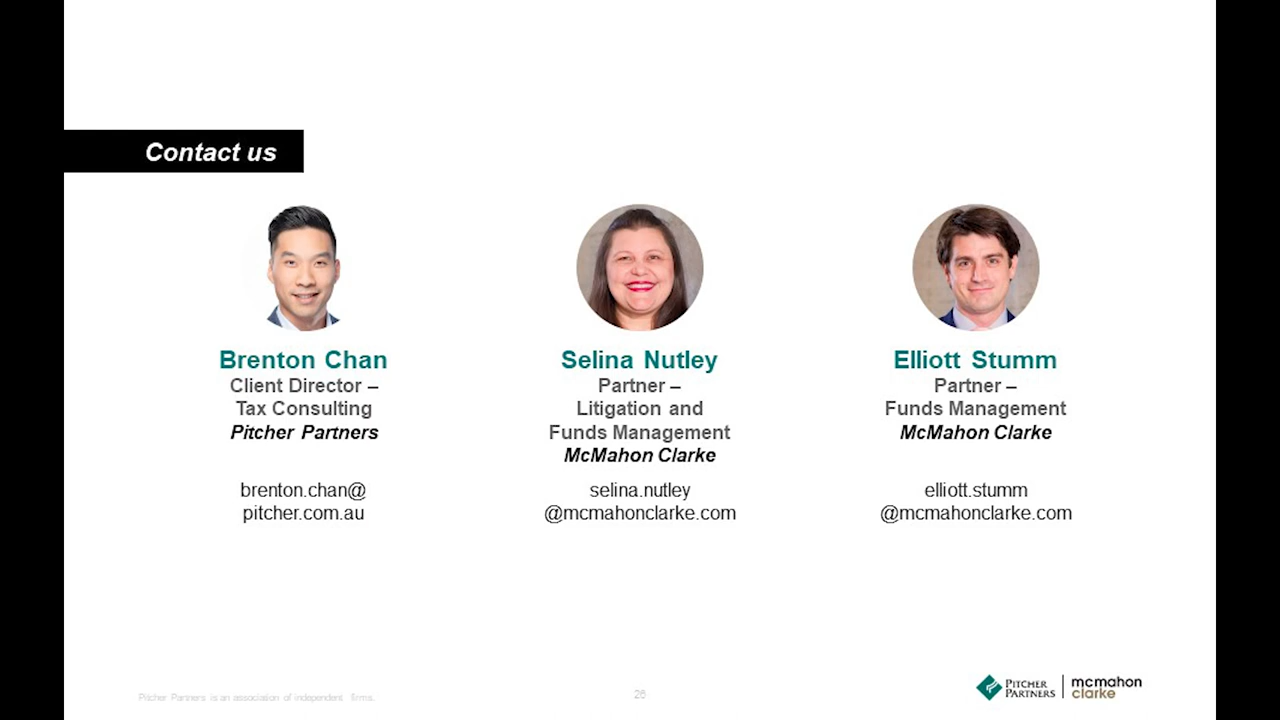 Contact us
Brenton Chan
Client Director –
Tax Consulting
Pitcher Partners
brenton.chan@
pitcher.com.au
Selina Nutley
Partner –
Litigation and
Funds Management
McMahon Clarke
selina.nutley
@mcmahonclarke.com
Elliott Stumm
Partner –
Funds Management
McMahon Clarke
elliott.stumm
@mcmahonclarke.com
Pitcher Partners is an association of independent firms.
26
PITCHER
PARTNERS
mcmahon
clarke